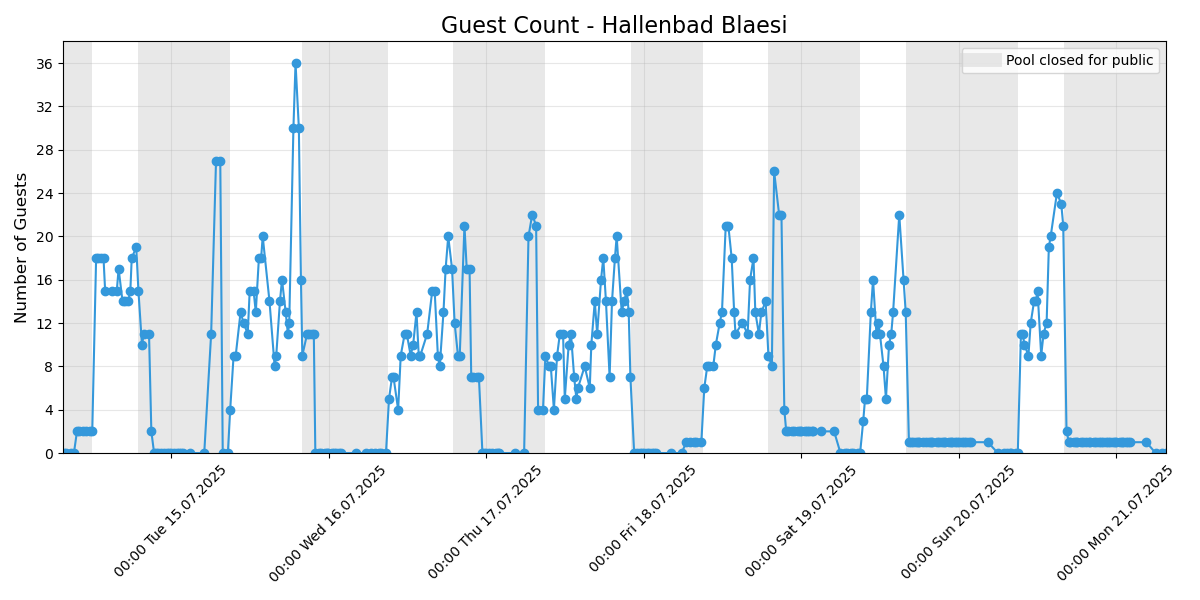 Guest Count - Hallenbad Blaesi
Pool closed for public
Number of Guests
36
32
28
24
20
16
12
8
4
0
00:00 Tue 15.07.2025
00:00 Wed 16.07.2025
00:00 Thu 17.07.2025
00:00 Fri 18.07.2025
00:00 Sat 19.07.2025
00:00 Sun 20.07.2025
00:00 Mon 21.07.2025